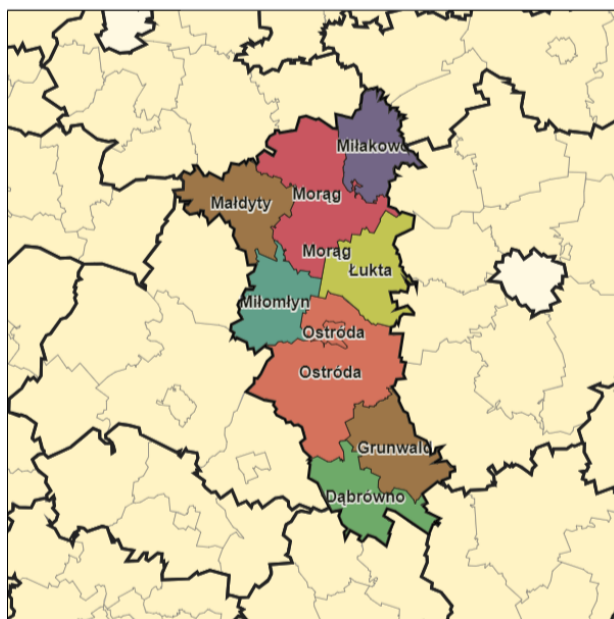 Miłakowo
Morąg
Małdyty
Morąg
Łukta
Miłomłyn
Ostróda
Ostróda
Grunwald
Dąbrówno